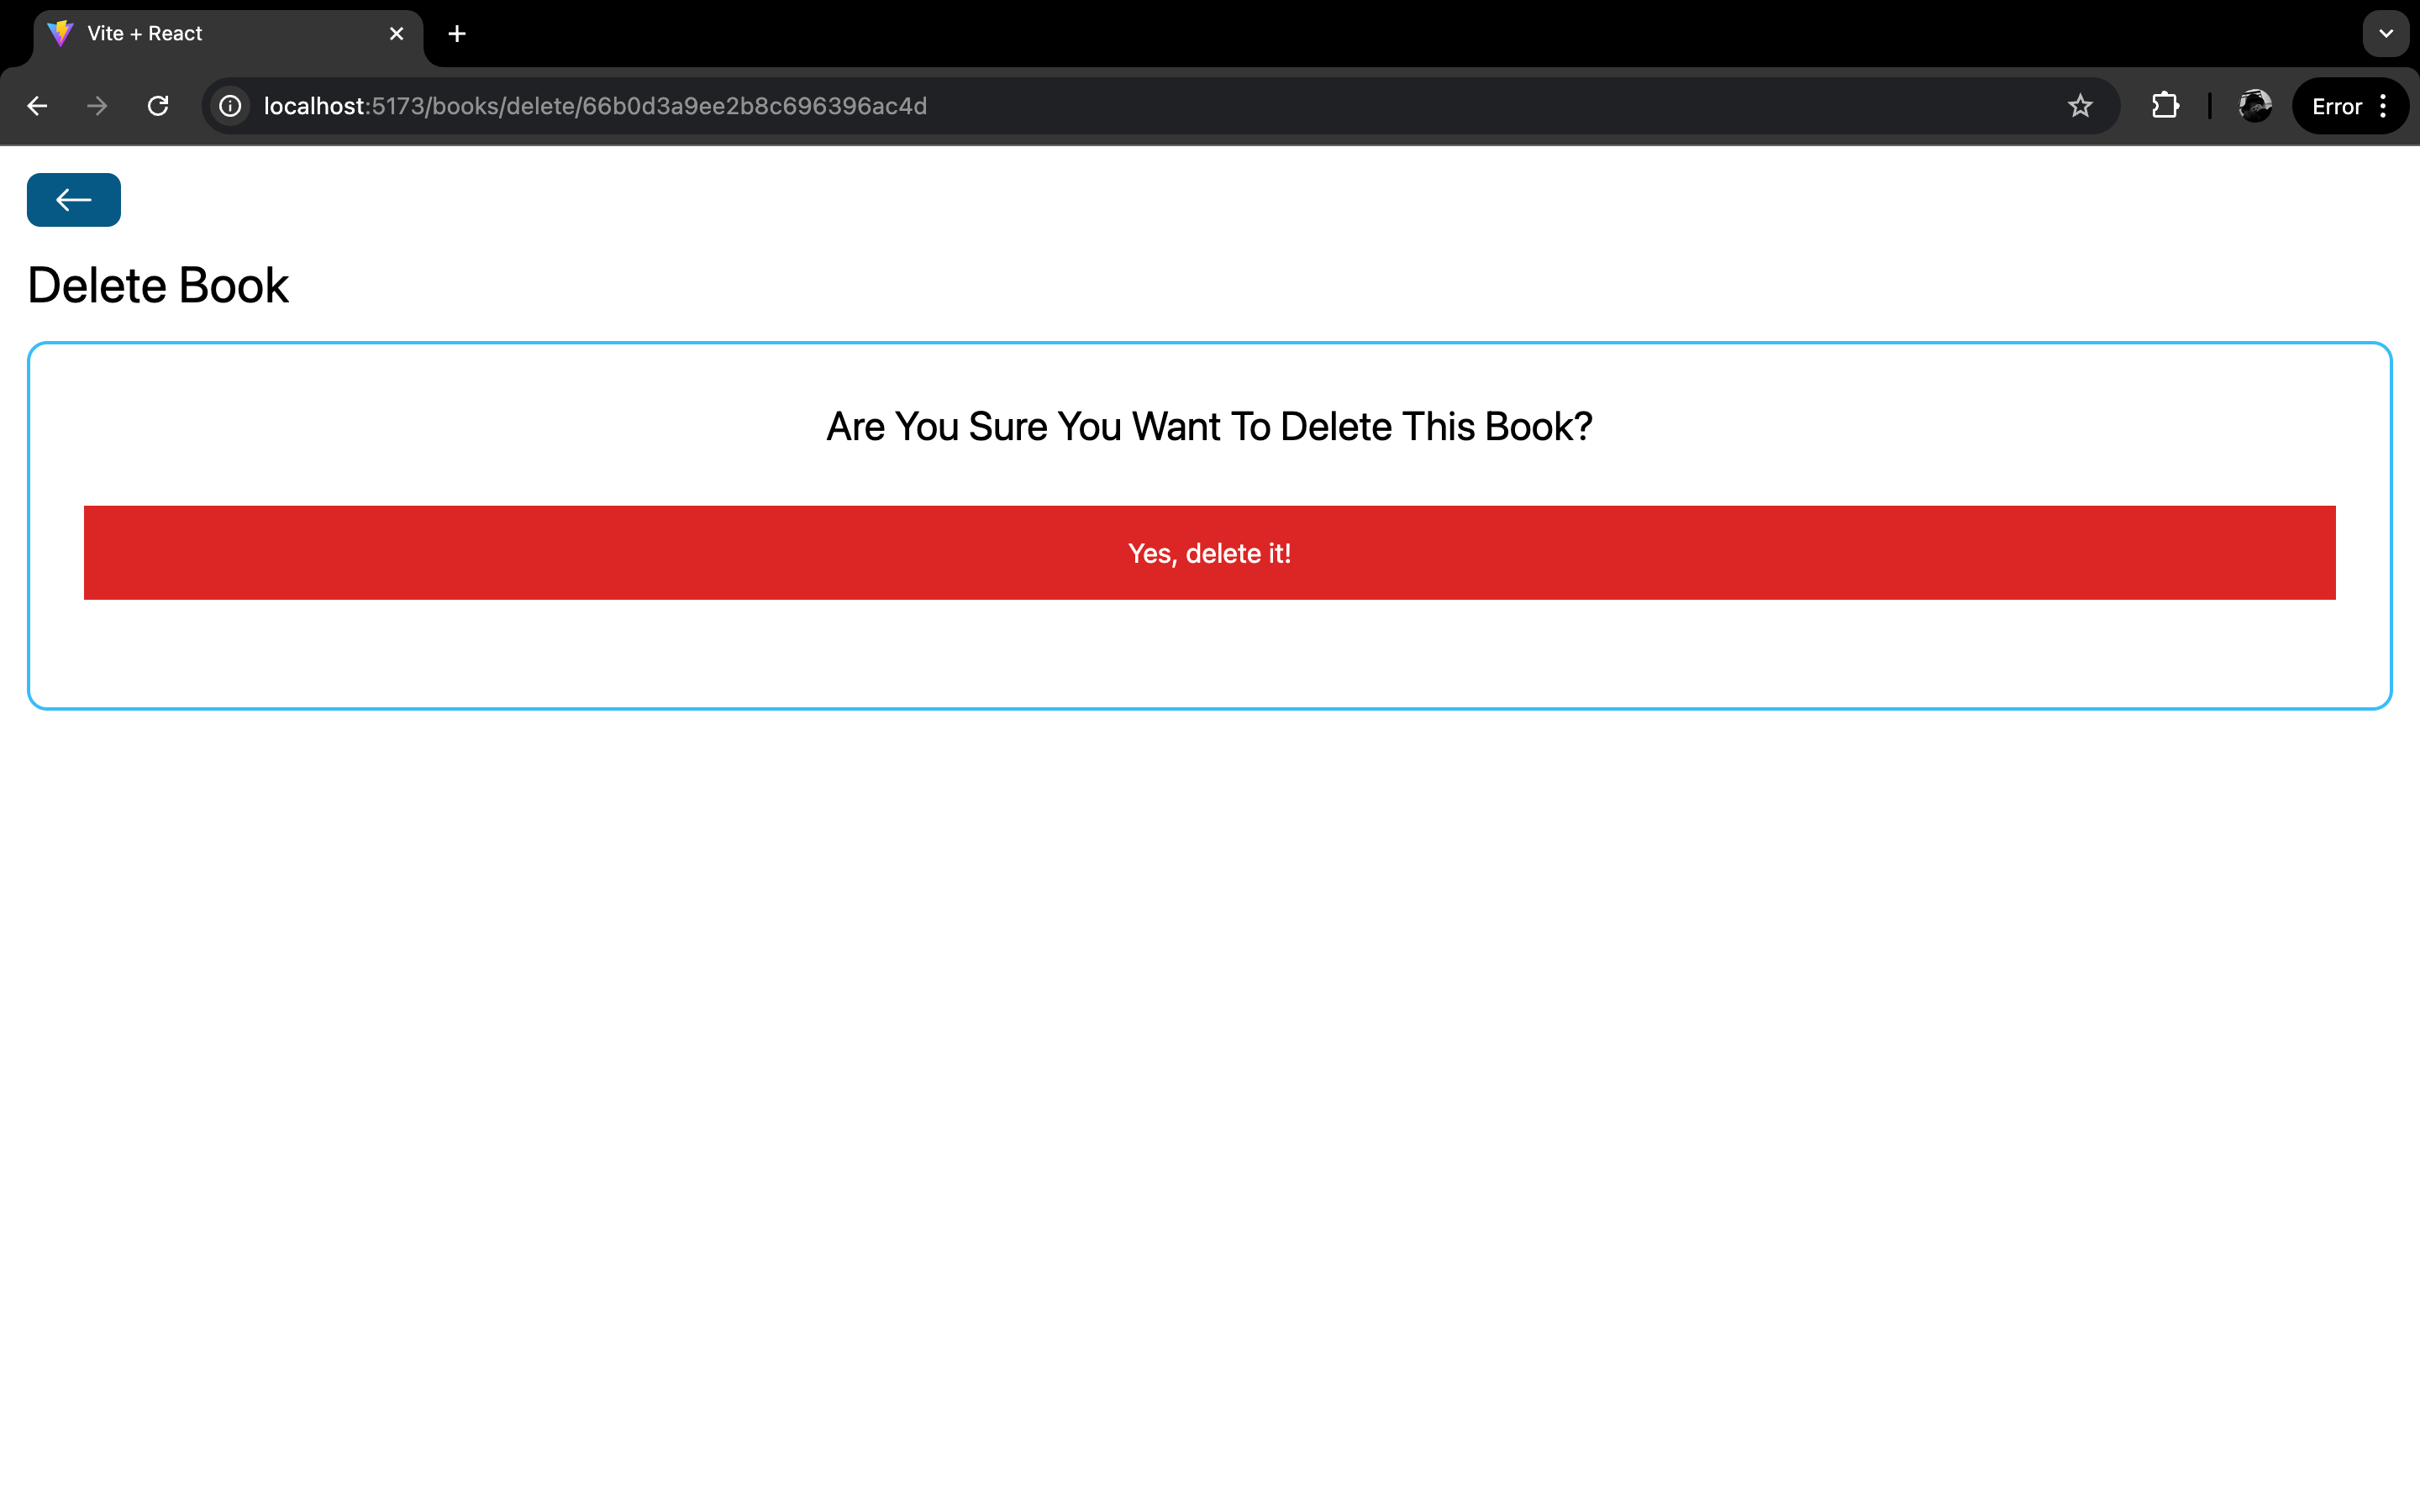 Vite + React
localhost:5173/books/delete/66b0d3a9ee2b8c696396ac4d
Error
Delete Book
Are You Sure You Want To Delete This Book?
Yes, delete it!